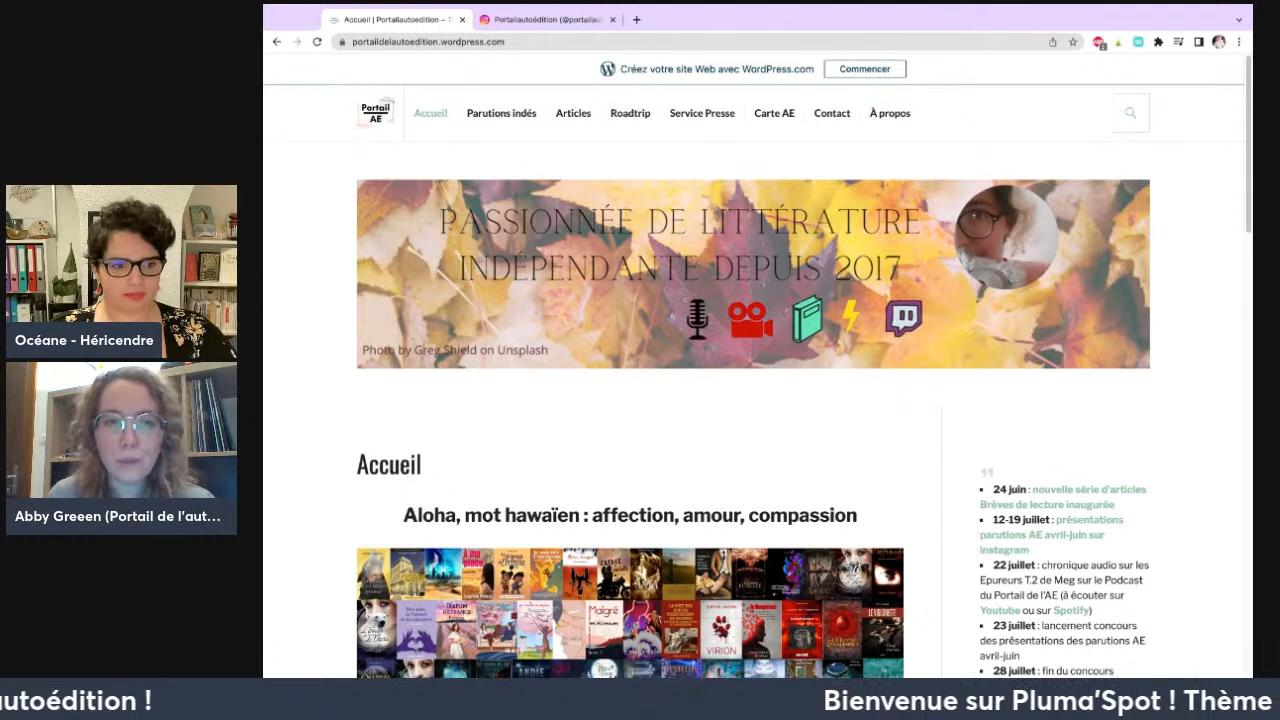 Accueil | Portailautoedition – T
Portailautoédition (@portailau
portaildelautoedition.wordpress.com
Créez votre site Web avec WordPress.com
Commencer
Portail
AE
Accueil
Parutions indés
Articles
Roadtrip
Service Presse
Carte AE
Contact
À propos
PASSIONNÉE DE LITTÉRATURE
INDÉPENDANTE DEPUIS 2017
Photo by Greg Shield on Unsplash
Océane - Héricendre
Abby Greeen (Portail de l'aut...
Accueil
Aloha, mot hawaïen : affection, amour, compassion
24 juin : nouvelle série d'articles
Brèves de lecture inaugurée
12-19 juillet : présentations
parutions AE avril-juin sur
instagram
22 juillet : chronique audio sur les
Epureurs T.2 de Meg sur le Podcast
du Portail de l'AE (à écouter sur
Youtube ou sur Spotify)
23 juillet : lancement concours
des présentations des parutions AE
avril-juin
28 juillet : fin du concours
Malgré
VIRION
autoédition !
Bienvenue sur Pluma'Spot ! Thème